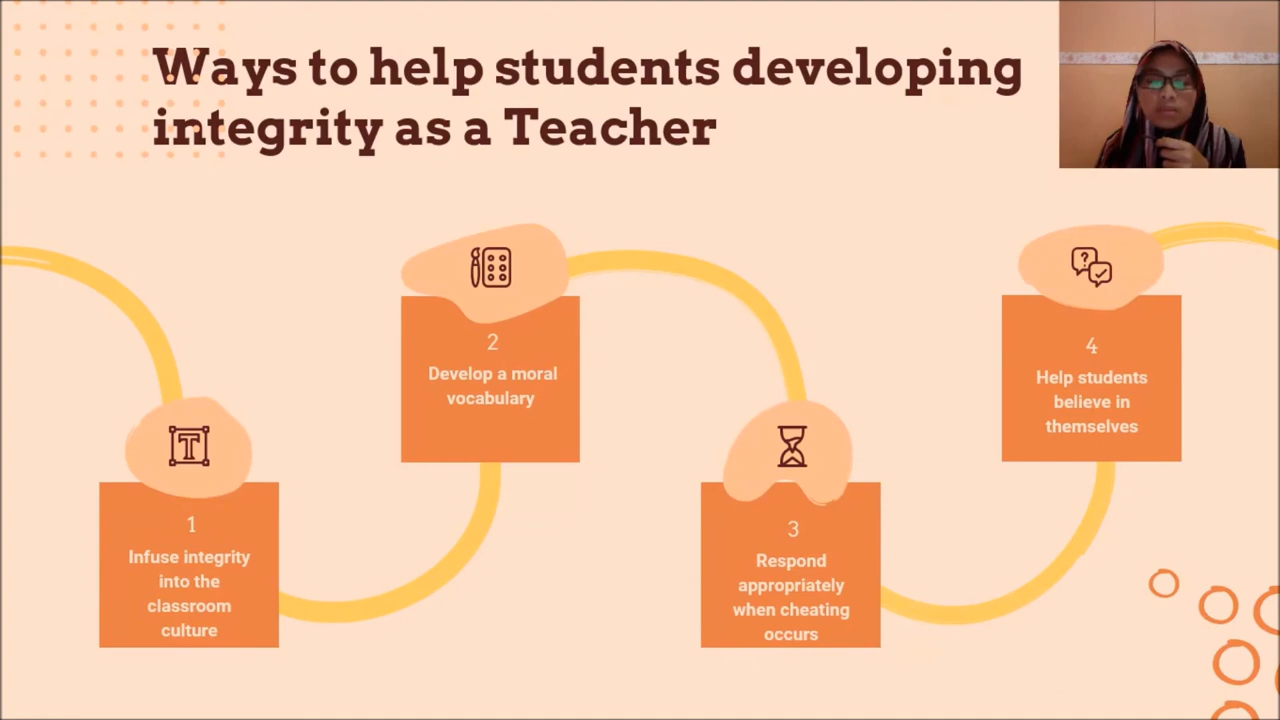 Ways to help students developing
integrity as a Teacher
1
Infuse integrity
into the
classroom
culture
2
Develop a moral
vocabulary
3
Respond
appropriately
when cheating
occurs
4
Help students
believe in
themselves